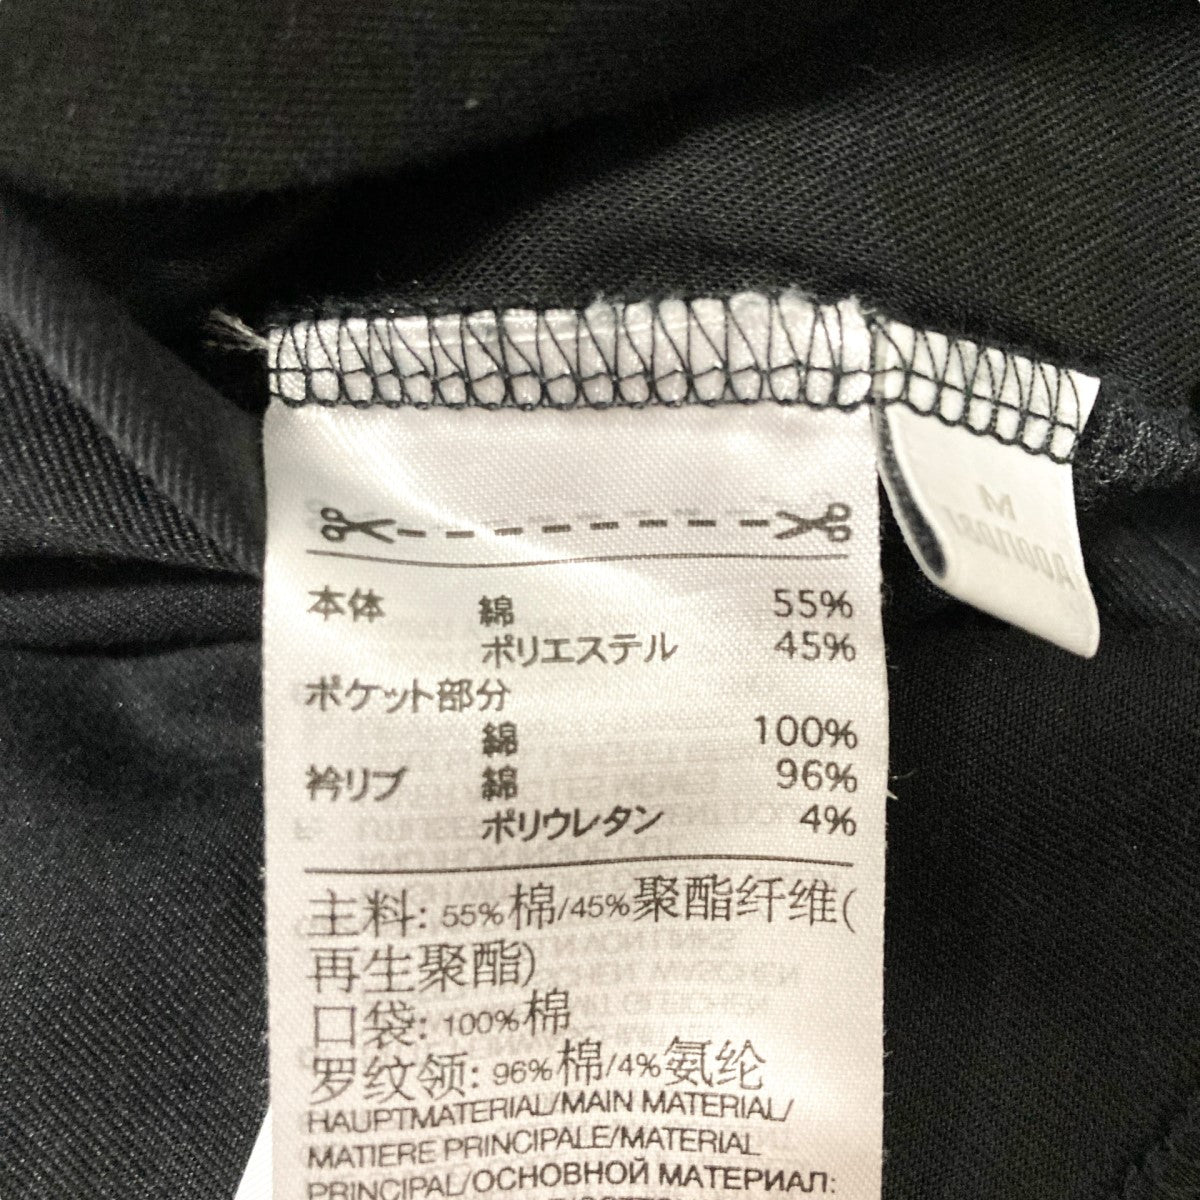 本体 綿 55%
ポリエステル 45%
ポケット部分
綿 100%
衿リブ 綿 96%
ポリウレタン 4%
主料: 55%棉/45%聚酯纤维(
再生聚酯)
口袋: 100%棉
罗纹领: 96%棉/4%氨纶
HAUPTMATERIAL/MAIN MATERIAL/
MATIERE PRINCIPALE/MATERIAL
PRINCIPAL/ОСНОВНОЙ МАТЕРИАЛ:
M